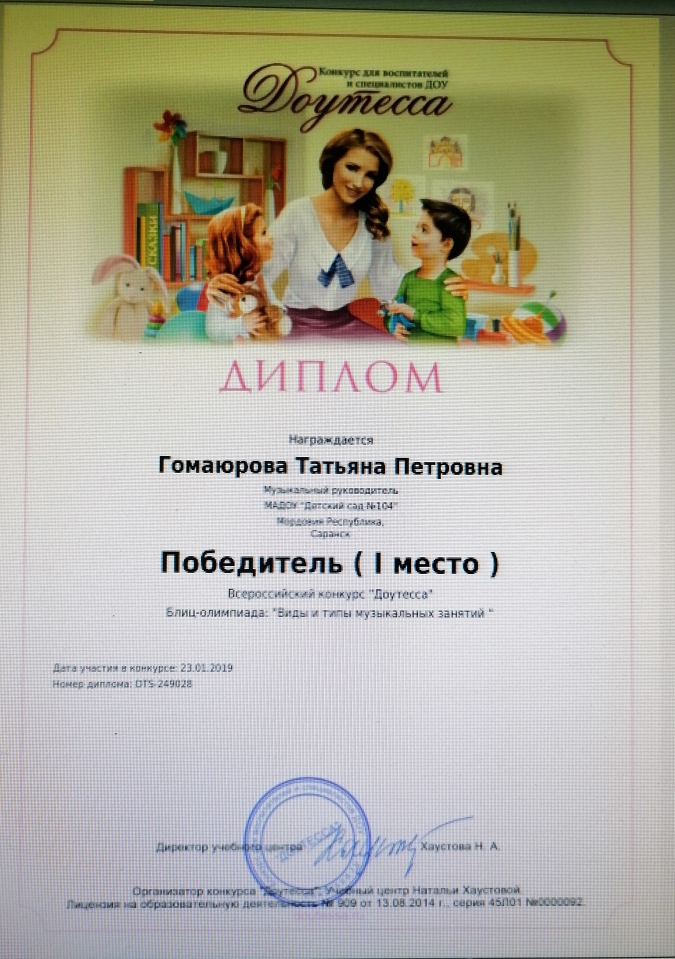 Конкурс для воспитателей
и специалистов ДОУ
Доутесса
СКАЗКИ
ДИПЛОМ
Награждается
Гомаюрова Татьяна Петровна
Музыкальный руководитель
МАДОУ "Детский сад №104"
Мордовия Республика,
Саранск
Победитель ( I место )
Всероссийский конкурс "Доутесса"
Блиц-олимпиада: "Виды и типы музыкальных занятий "
Дата участия в конкурсе: 23.01.2019
Номер диплома: DTS-249028
Директор учебного центра
Хаустова Н. А.
Организатор конкурса "Доутесса": Учебный центр Натальи Хаустовой.
Лицензия на образовательную деятельность № 909 от 13.08.2014 г., серия 45Л01 №0000092.